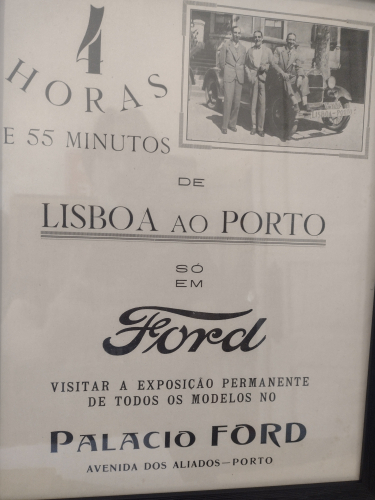 4
HORAS
E 55 MINUTOS
DE
LISBOA AO PORTO
SÓ
EM
Ford
VISITAR A EXPOSIÇÃO PERMANENTE
DE TODOS OS MODELOS NO
PALACIO FORD
AVENIDA DOS ALIADOS—PORTO